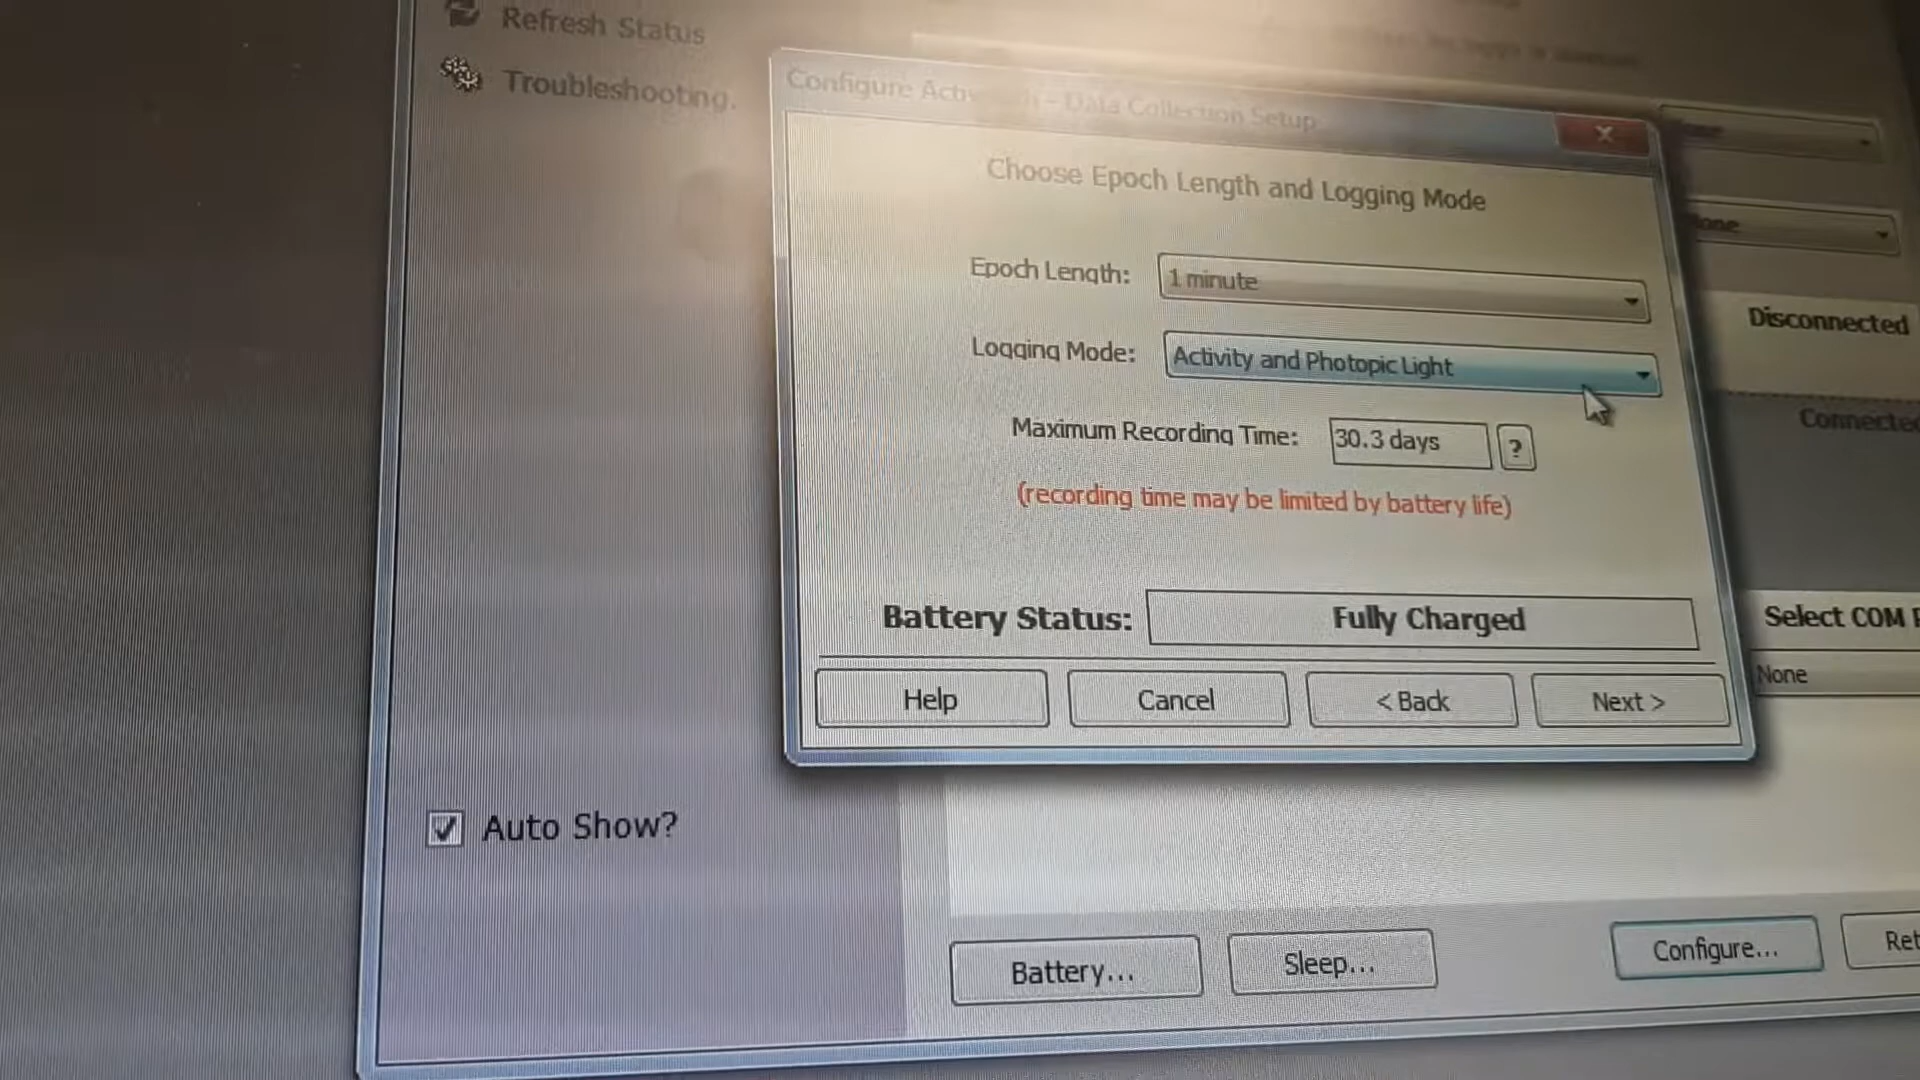 Refresh Status
Troubleshooting.
Configure - Data Collection Setup
Choose Epoch Length and Logging Mode
Epoch Length: 1 minute
Logging Mode: Activity and Photopic Light
Maximum Recording Time: 30.3 days ?
(recording time may be limited by battery life)
Battery Status: Fully Charged
Help Cancel < Back Next >
Disconnected
Connected
Select COM
None
Auto Show?
Battery... Sleep... Configure... Ret